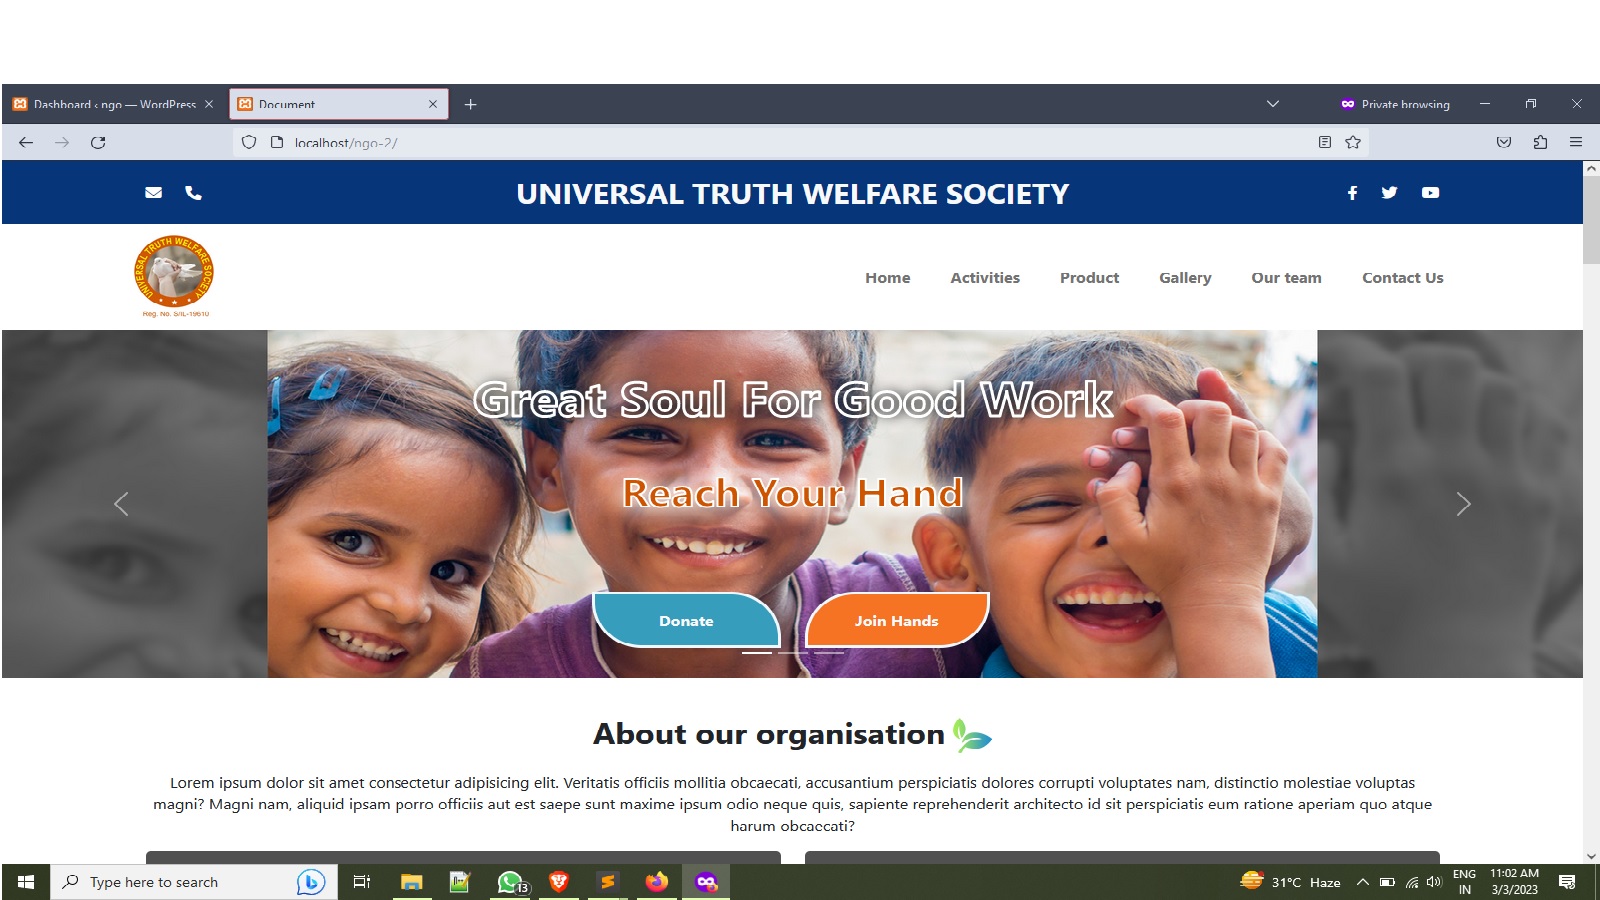 Dashboard ‹ ngo — WordPress
Document
Private browsing
localhost/ngo-2/
UNIVERSAL TRUTH WELFARE SOCIETY
UNIVERSAL TRUTH WELFARE SOCIETY
Reg. No. S/IL-19610
Home
Activities
Product
Gallery
Our team
Contact Us
Great Soul For Good Work
Reach Your Hand
Donate
Join Hands
About our organisation
Lorem ipsum dolor sit amet consectetur adipisicing elit. Veritatis officiis mollitia obcaecati, accusantium perspiciatis dolores corrupti voluptates nam, distinctio molestiae voluptas
magni? Magni nam, aliquid ipsam porro officiis aut est saepe sunt maxime ipsum odio neque quis, sapiente reprehenderit architecto id sit perspiciatis eum ratione aperiam quo atque
harum obcaecati?
Type here to search
13
31°C Haze
ENG
IN
11:02 AM
3/3/2023